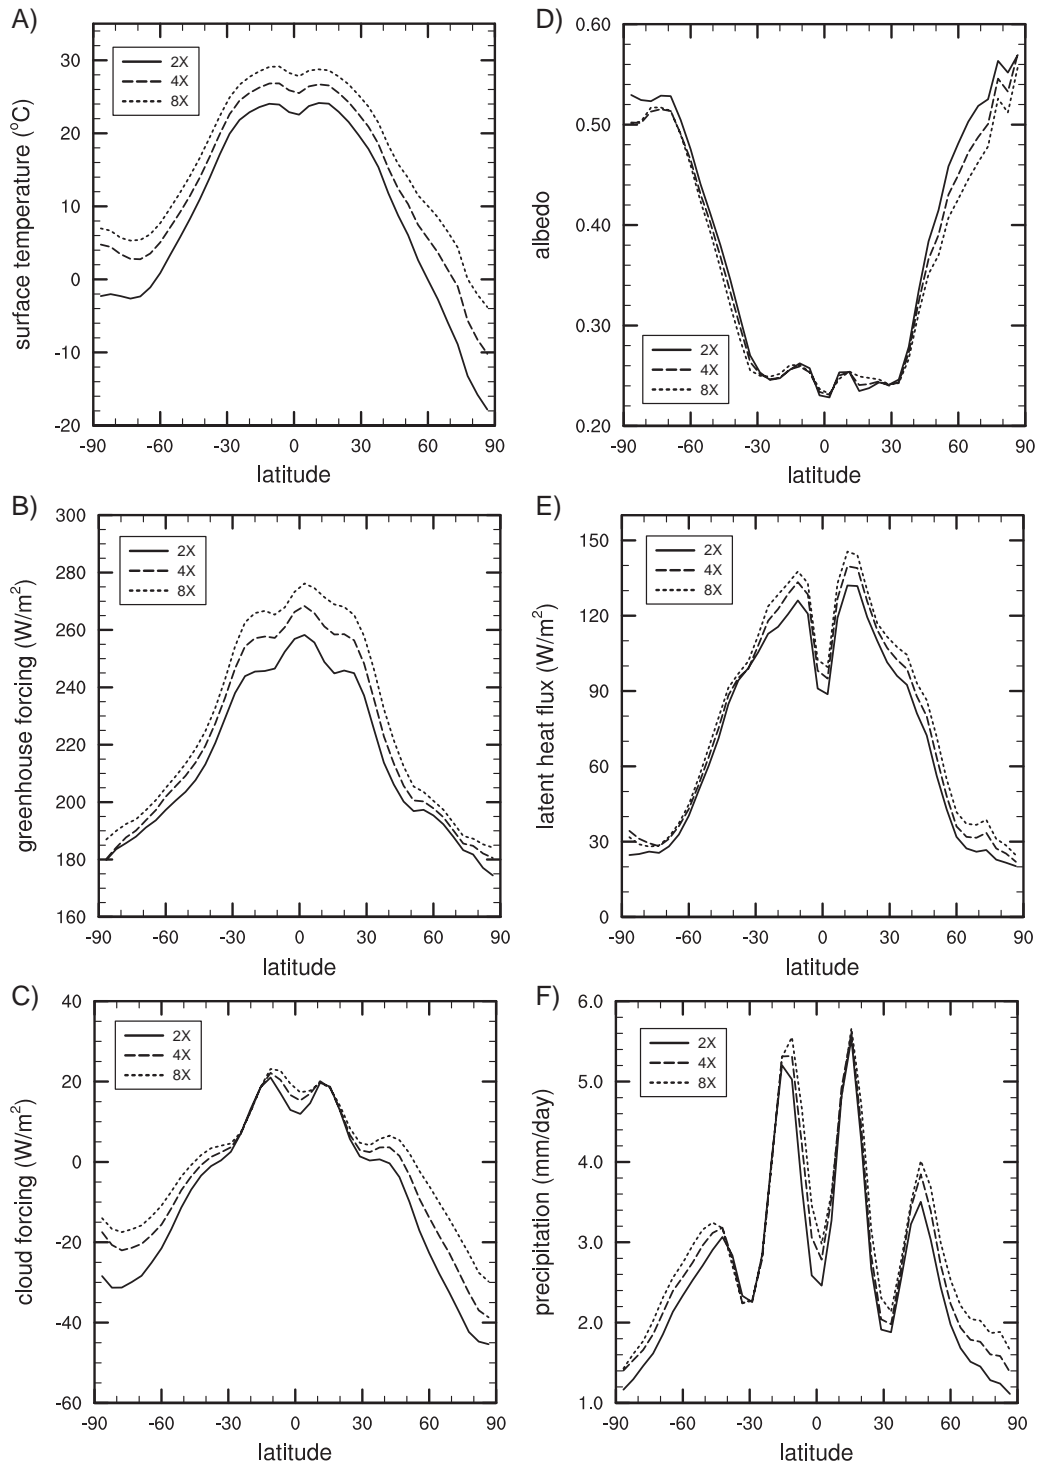 A)
2X
4X
8X
30
20
10
0
-10
-20
-90
-60
-30
0
30
60
90
surface temperature (°C)
latitude
D)
0.60
0.50
0.40
0.30
0.20
2X
4X
8X
-90
-60
-30
0
30
60
90
albedo
latitude
B)
300
280
260
240
220
200
180
160
2X
4X
8X
-90
-60
-30
0
30
60
90
greenhouse forcing (W/m²)
latitude
E)
150
120
90
60
30
0
2X
4X
8X
-90
-60
-30
0
30
60
90
latent heat flux (W/m²)
latitude
C)
40
20
0
-20
-40
-60
2X
4X
8X
-90
-60
-30
0
30
60
90
cloud forcing (W/m²)
latitude
F)
6.0
5.0
4.0
3.0
2.0
1.0
2X
4X
8X
-90
-60
-30
0
30
60
90
precipitation (mm/day)
latitude